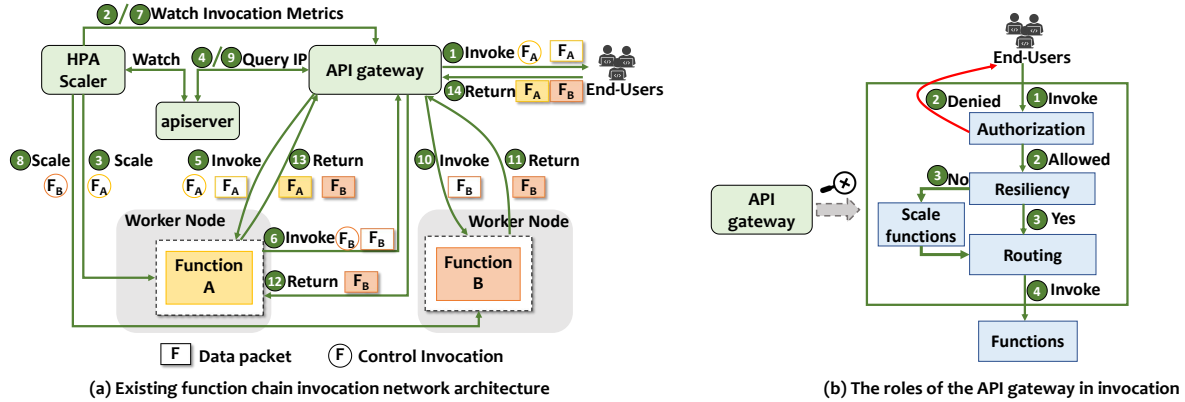 2 / 7 Watch Invocation Metrics
HPA
Scaler
Watch
4 / 9 Query IP
API gateway
1 Invoke FA FA
End-Users
14 Return FA FB
apiserver
8 Scale
FB
3 Scale
FA
5 Invoke
FA FA
13 Return
FA FB
10 Invoke
FB
11 Return
FB
Worker Node
Function
A
6 Invoke FB FB
12 Return FB
Worker Node
Function
B
F Data packet
F Control Invocation
(a) Existing function chain invocation network architecture
End-Users
2 Denied
1 Invoke
Authorization
2 Allowed
3 No
Resiliency
API
gateway
Scale
functions
3 Yes
Routing
4 Invoke
Functions
(b) The roles of the API gateway in invocation